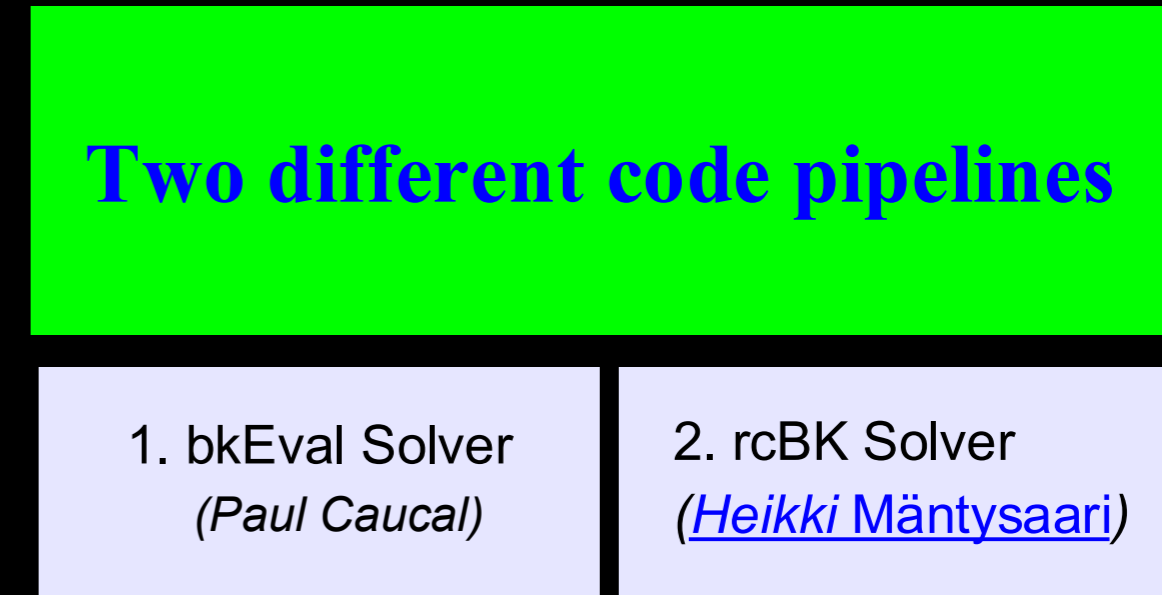 Two different code pipelines
1. bkEval Solver
(Paul Caucal)
2. rcBK Solver
(Heikki Mäntysaari)